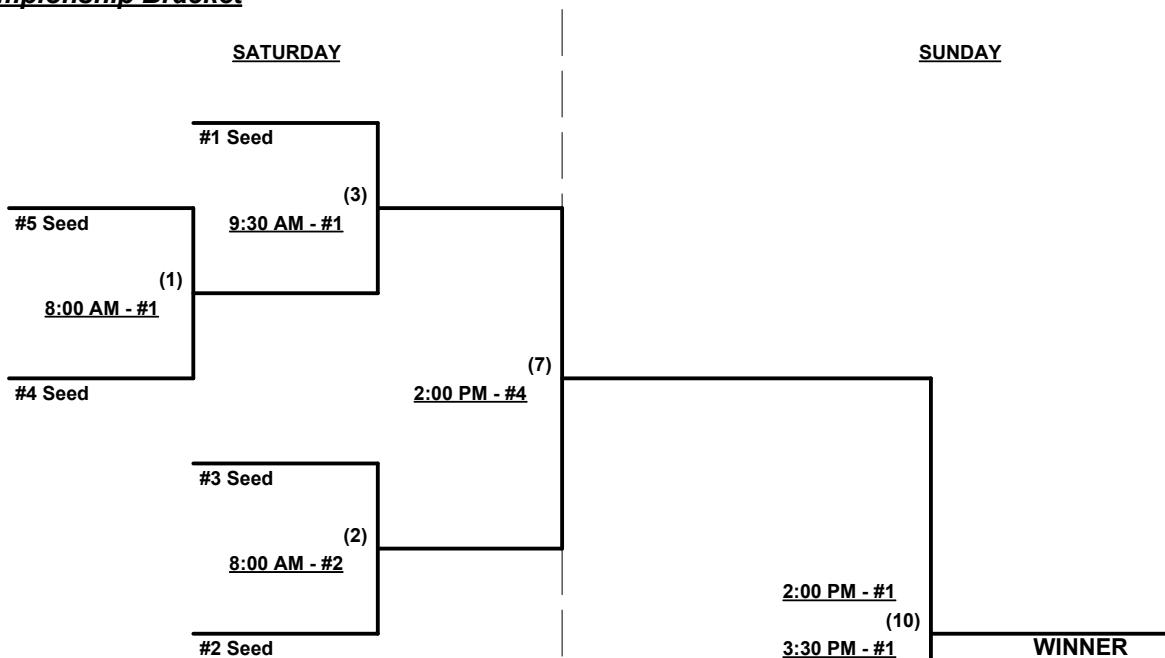 Bracket
SATURDAY
SUNDAY
#1 Seed
(3)
#5 Seed
9:30 AM - #1
(1)
8:00 AM - #1
(7)
#4 Seed
2:00 PM - #4
#3 Seed
(2)
8:00 AM - #2
2:00 PM - #1
(10)
#2 Seed
3:30 PM - #1
WINNER